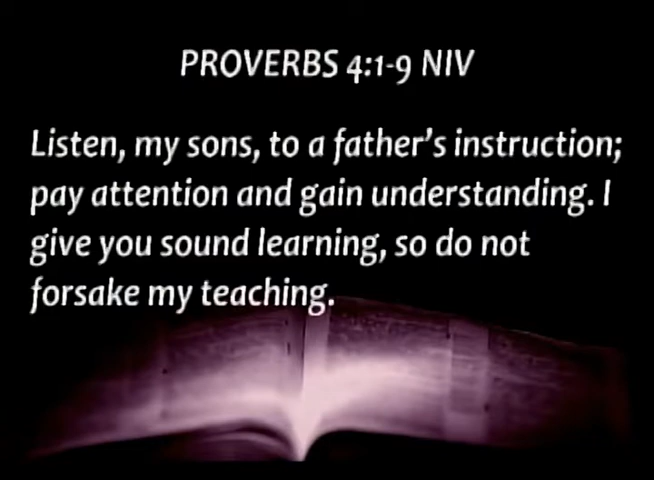 PROVERBS 4:1-9 NIV
Listen, my sons, to a father's instruction;
pay attention and gain understanding. I
give you sound learning, so do not
forsake my teaching.